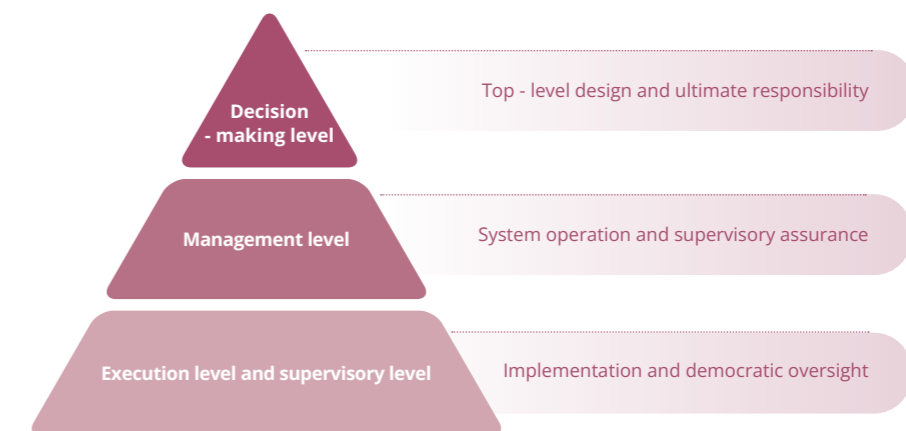 Decision
- making level
Top - level design and ultimate responsibility
Management level
System operation and supervisory assurance
Execution level and supervisory level
Implementation and democratic oversight